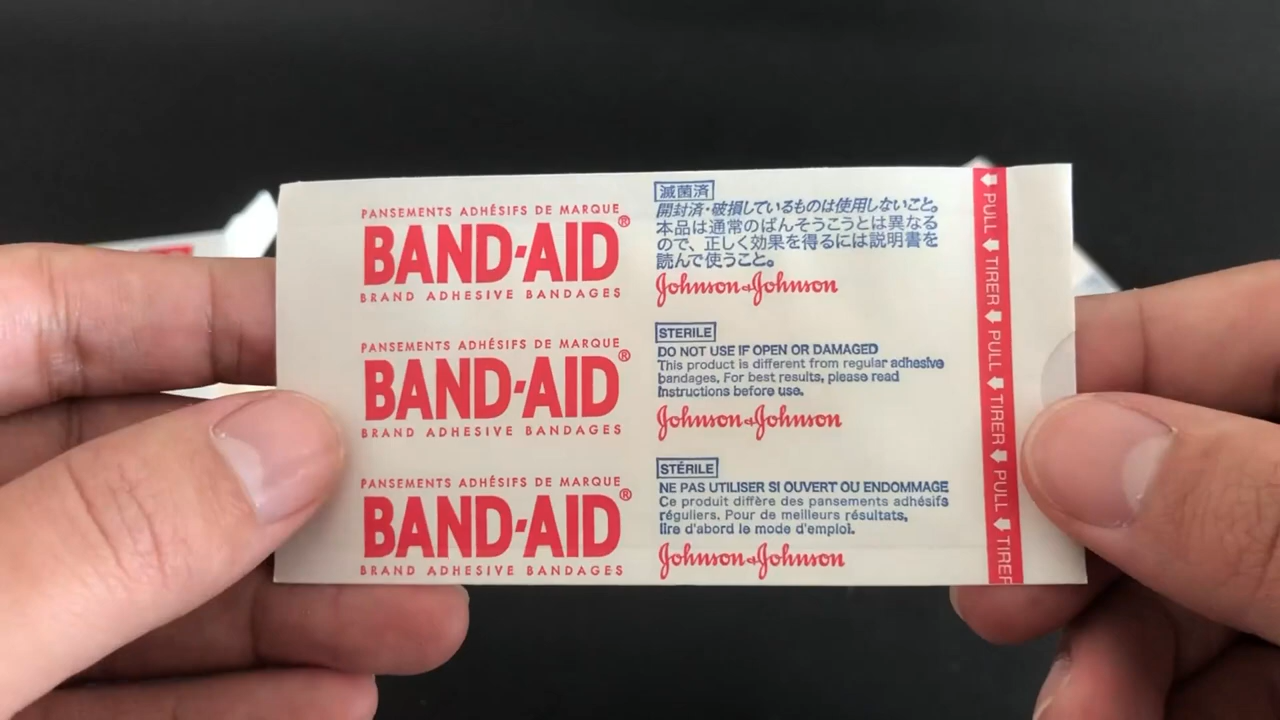 PANSEMENTS ADHÉSIFS DE MARQUE
BAND-AID®
BRAND ADHESIVE BANDAGES
PANSEMENTS ADHÉSIFS DE MARQUE
BAND-AID®
BRAND ADHESIVE BANDAGES
PANSEMENTS ADHÉSIFS DE MARQUE
BAND-AID®
BRAND ADHESIVE BANDAGES
滅菌済
開封済・破損しているものは使用しないこと。
本品は通常のばんそうこうとは異なる
ので、正しく効果を得るには説明書を
読んで使うこと。
Johnson & Johnson
STERILE
DO NOT USE IF OPEN OR DAMAGED
This product is different from regular adhesive
bandages. For best results, please read
instructions before use.
Johnson & Johnson
STÉRILE
NE PAS UTILISER SI OUVERT OU ENDOMMAGE
Ce produit diffère des pansements adhésifs
réguliers. Pour de meilleurs résultats,
lire d'abord le mode d'emploi.
Johnson & Johnson
PULL TIRER PULL TIRER PULL TIRER